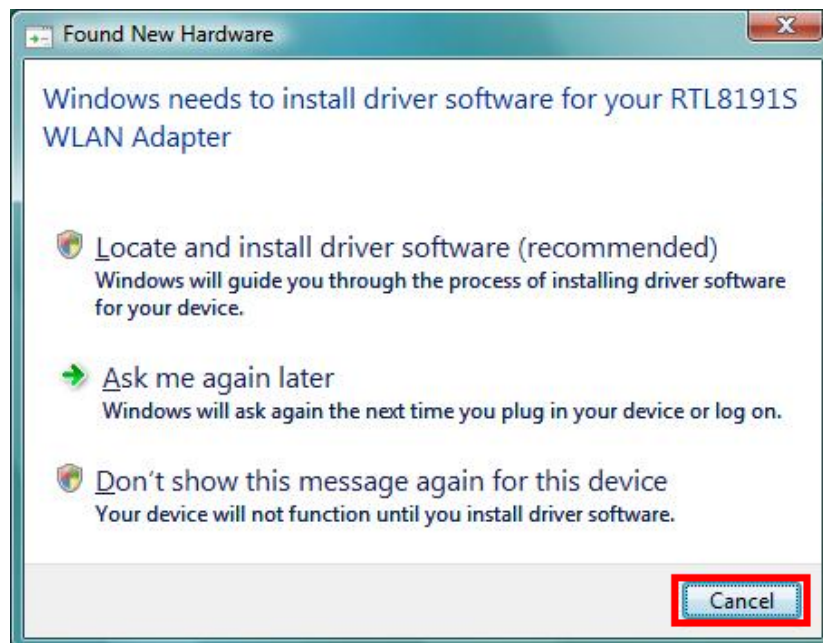 Found New Hardware
Windows needs to install driver software for your RTL8191S
WLAN Adapter
Locate and install driver software (recommended)
Windows will guide you through the process of installing driver software
for your device.
Ask me again later
Windows will ask again the next time you plug in your device or log on.
Don't show this message again for this device
Your device will not function until you install driver software.
Cancel